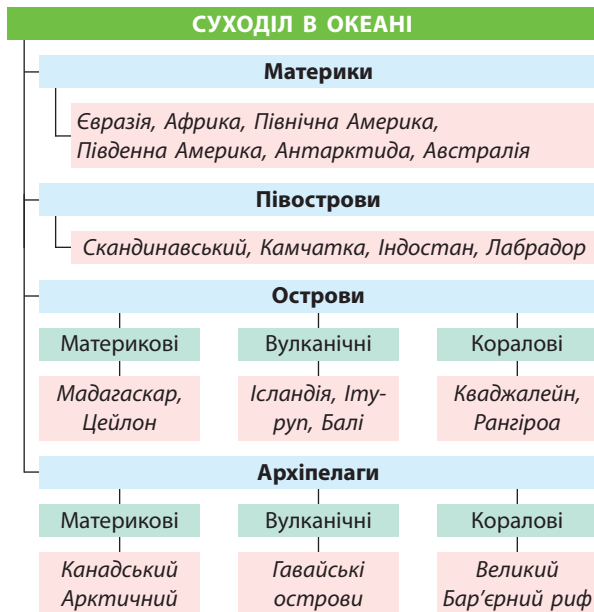 СУХОДІЛ В ОКЕАНІ
Материки
Євразія, Африка, Північна Америка,
Південна Америка, Антарктида, Австралія
Півострови
Скандинавський, Камчатка, Індостан, Лабрадор
Острови
Материкові
Вулканічні
Коралові
Мадагаскар,
Цейлон
Ісландія, Іту-
руп, Балі
Кваджалейн,
Рангіроа
Архіпелаги
Материкові
Вулканічні
Коралові
Канадський
Арктичний
Гавайські
острови
Великий
Бар’єрний риф